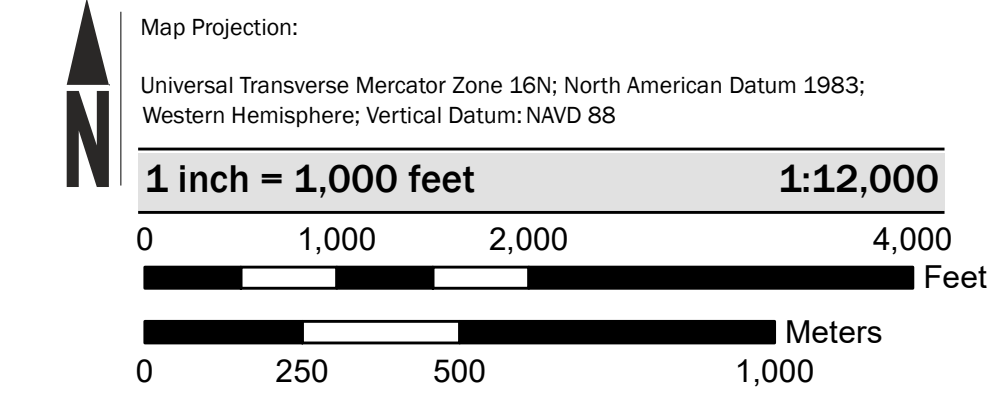 N
Map Projection:
Universal Transverse Mercator Zone 16N; North American Datum 1983;
Western Hemisphere; Vertical Datum: NAVD 88
1 inch = 1,000 feet 1:12,000
0 1,000 2,000 4,000
Feet
Meters
0 250 500 1,000